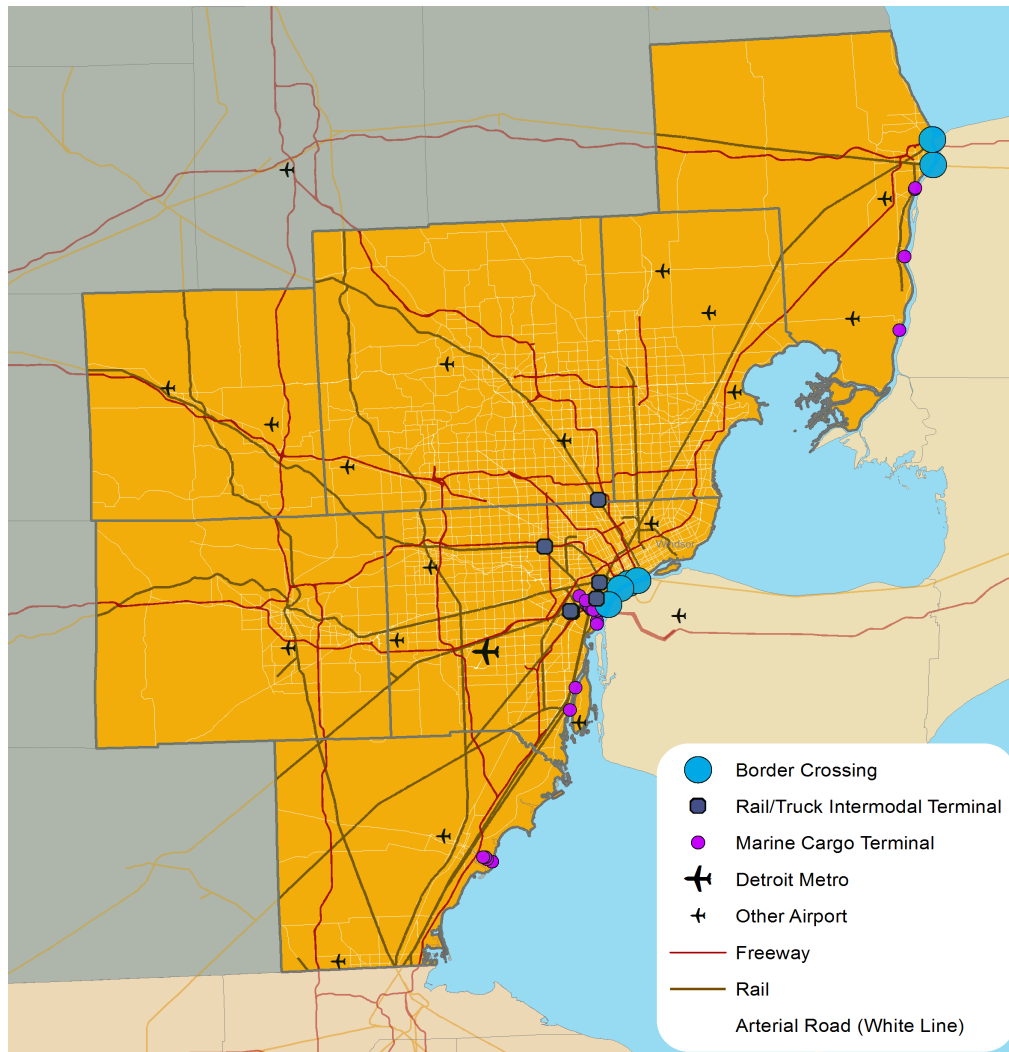 Windsor
Border Crossing
Rail/Truck Intermodal Terminal
Marine Cargo Terminal
Detroit Metro
Other Airport
Freeway
Rail
Arterial Road (White Line)